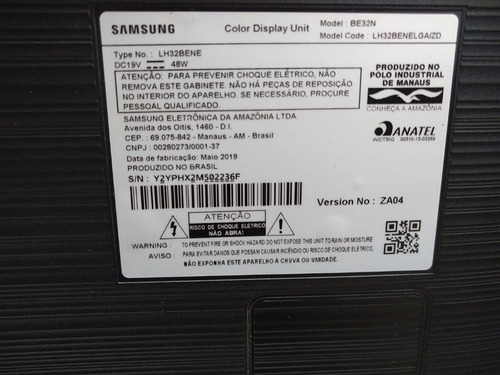 SAMSUNG
Color Display Unit
Model : BE32N
Model Code : LH32BENELGA/ZD
Type No. : LH32BENE
DC19V 48W
ATENÇÃO: PARA PREVENIR CHOQUE ELÉTRICO, NÃO
REMOVA ESTE GABINETE. NÃO HÁ PEÇAS DE REPOSIÇÃO
NO INTERIOR DO APARELHO. SE NECESSÁRIO, PROCURE
PESSOAL QUALIFICADO.
PRODUZIDO NO
POLO INDUSTRIAL
DE MANAUS
CONHEÇA A AMAZÔNIA
SAMSUNG ELETRÔNICA DA AMAZÔNIA LTDA.
Avenida dos Oitis, 1460 - D.I.
CEP. : 69.075-842 - Manaus - AM - Brasil
CNPJ : 00280273/0001-37
Data de fabricação: Maio 2019
S/N : Y2YPHX2M502236F
ANATEL
Version No : ZA04
ATENÇÃO
RISCO DE CHOQUE ELÉTRICO
NÃO ABRA!
WARNING : TO PREVENT FIRE OR SHOCK HAZARD DO NOT EXPOSE THIS UNIT TO RAIN OR MOISTURE
AVISO : PARA EVITAR DANOS QUE POSSAM CAUSAR INCÊNDIO OU RISCO DE CHOQUE ELÉTRICO,
NÃO EXPONHA ESTE APARELHO À CHUVA OU UMIDADE.